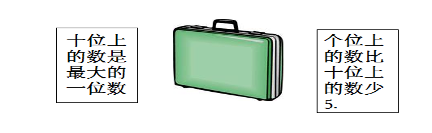 十位上
的数是
最大的
一位数
个位上
的数比
十位上
的数少
5.